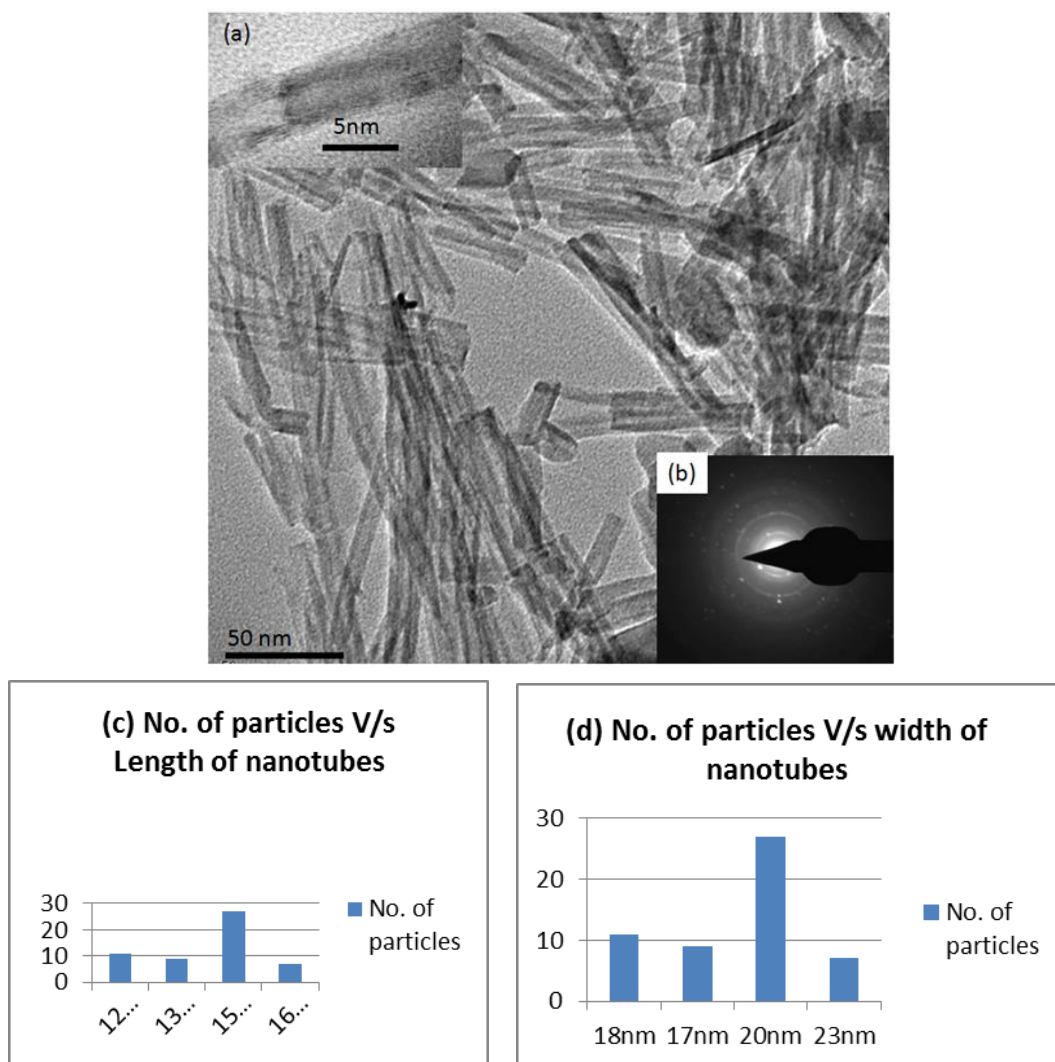 (a)
5nm
50 nm
(b)
(c) No. of particles V/s
Length of nanotubes
30
20
10
0
12...
13...
15...
16...
No. of
particles
(d) No. of particles V/s width of
nanotubes
30
20
10
0
18nm
17nm
20nm
23nm
No. of
particles